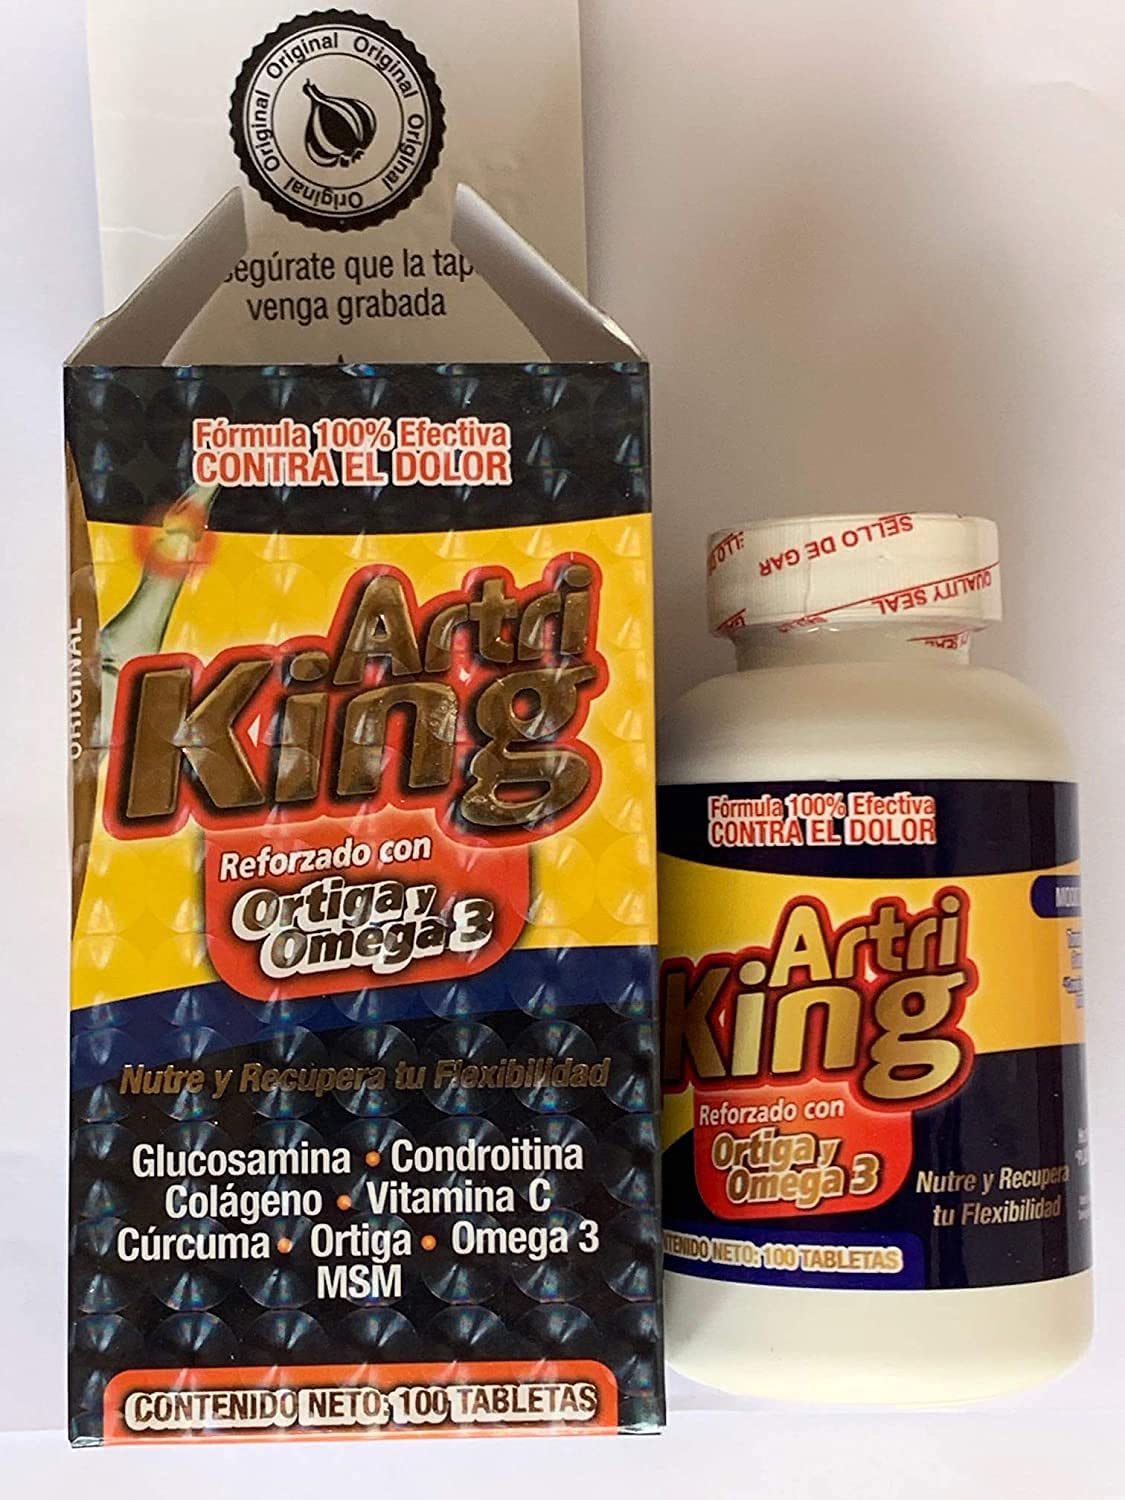 Original Original Original Original Original
que la
venga grabada
Fórmula 100% Efectiva
CONTRA EL DOLOR
ORIGINAL
Artri
King
Reforzado con
Ortiga y
Omega 3
Nutre y Recupera tu Flexibilidad
Glucosamina • Condroitina
Colágeno • Vitamina C
Cúrcuma • Ortiga • Omega 3
MSM
CONTENIDO NETO: 100 TABLETAS
SELLO DE GAR
QUALITY SEAL
Fórmula 100% Efectiva
CONTRA EL DOLOR
Artri
King
Reforzado con
Ortiga y
Omega 3
Nutre y Recupera
tu Flexibilidad
NETO: 100 TABLETAS